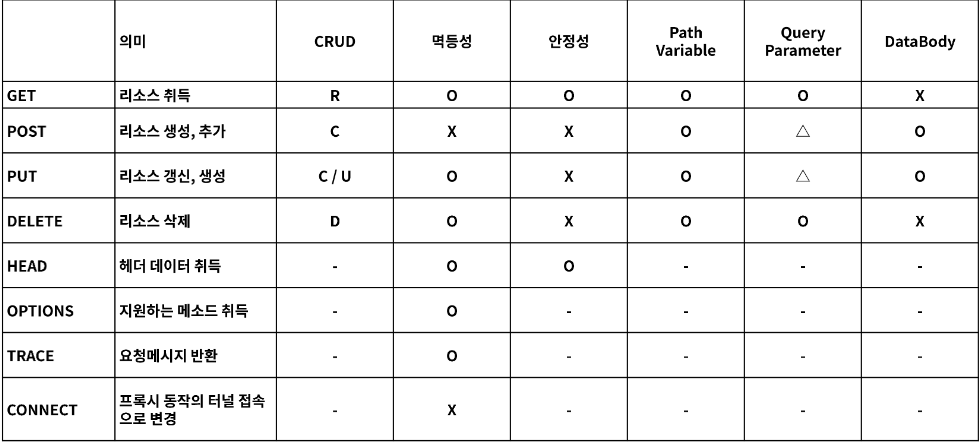 의미 CRUD 멱등성 안정성 Path Variable Query Parameter DataBody
GET 리소스 취득 R O O O O X
POST 리소스 생성, 추가 C X X O △ O
PUT 리소스 갱신, 생성 C / U O X O △ O
DELETE 리소스 삭제 D O X O O X
HEAD 헤더 데이터 취득 - O O - - -
OPTIONS 지원하는 메소드 취득 - O - - - -
TRACE 요청메시지 반환 - O - - - -
CONNECT 프록시 동작의 터널 접속
으로 변경 - X - - - -